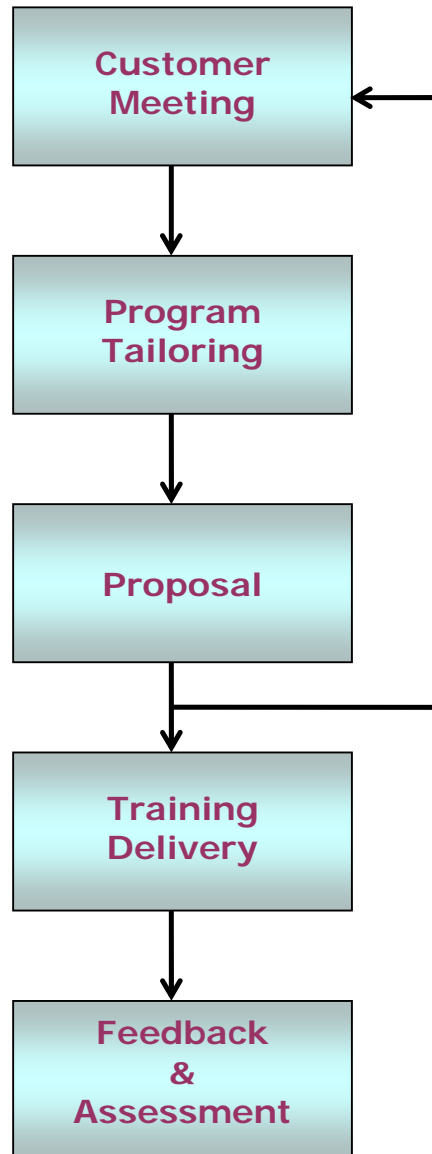 Customer
Meeting
Program
Tailoring
Proposal
Training
Delivery
Feedback
&
Assessment